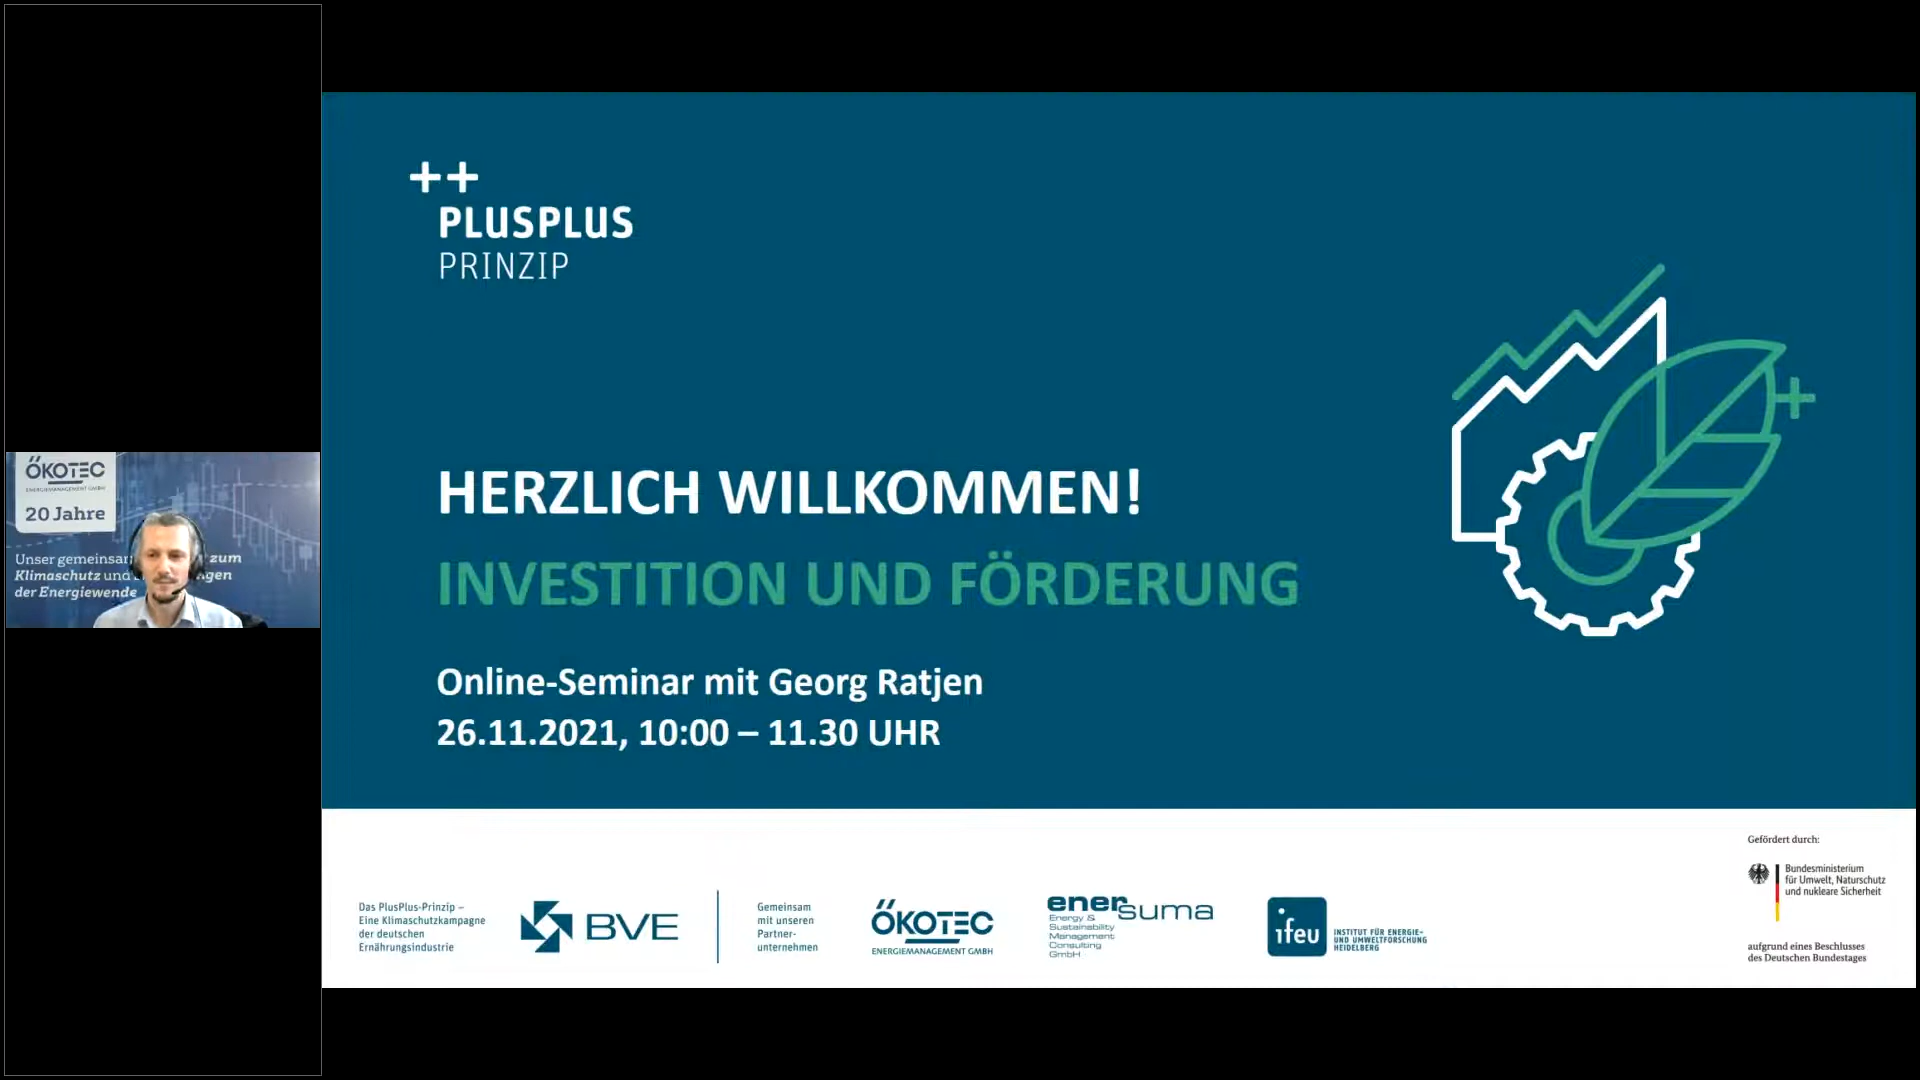 ÖKOTEC
ENERGIEMANAGEMENT GMBH
20 Jahre
Unser gemeinsam zum
Klimaschutz und ngen
der Energiewende
++
PLUSPLUS
PRINZIP
HERZLICH WILLKOMMEN!
INVESTITION UND FÖRDERUNG
Online-Seminar mit Georg Ratjen
26.11.2021, 10:00 – 11.30 UHR
Das PlusPlus-Prinzip –
Eine Klimaschutzkampagne
der deutschen
Ernährungsindustrie
BVE
Gemeinsam
mit unseren
Partner-
unternehmen
ÖKOTEC
ENERGIEMANAGEMENT GMBH
enersuma
Energy &
Sustainability
Management
Consulting
GmbH
ifeu
INSTITUT FÜR ENERGIE-
UND UMWELTFORSCHUNG
HEIDELBERG
Gefördert durch:
Bundesministerium
für Umwelt, Naturschutz
und nukleare Sicherheit
aufgrund eines Beschlusses
des Deutschen Bundestages